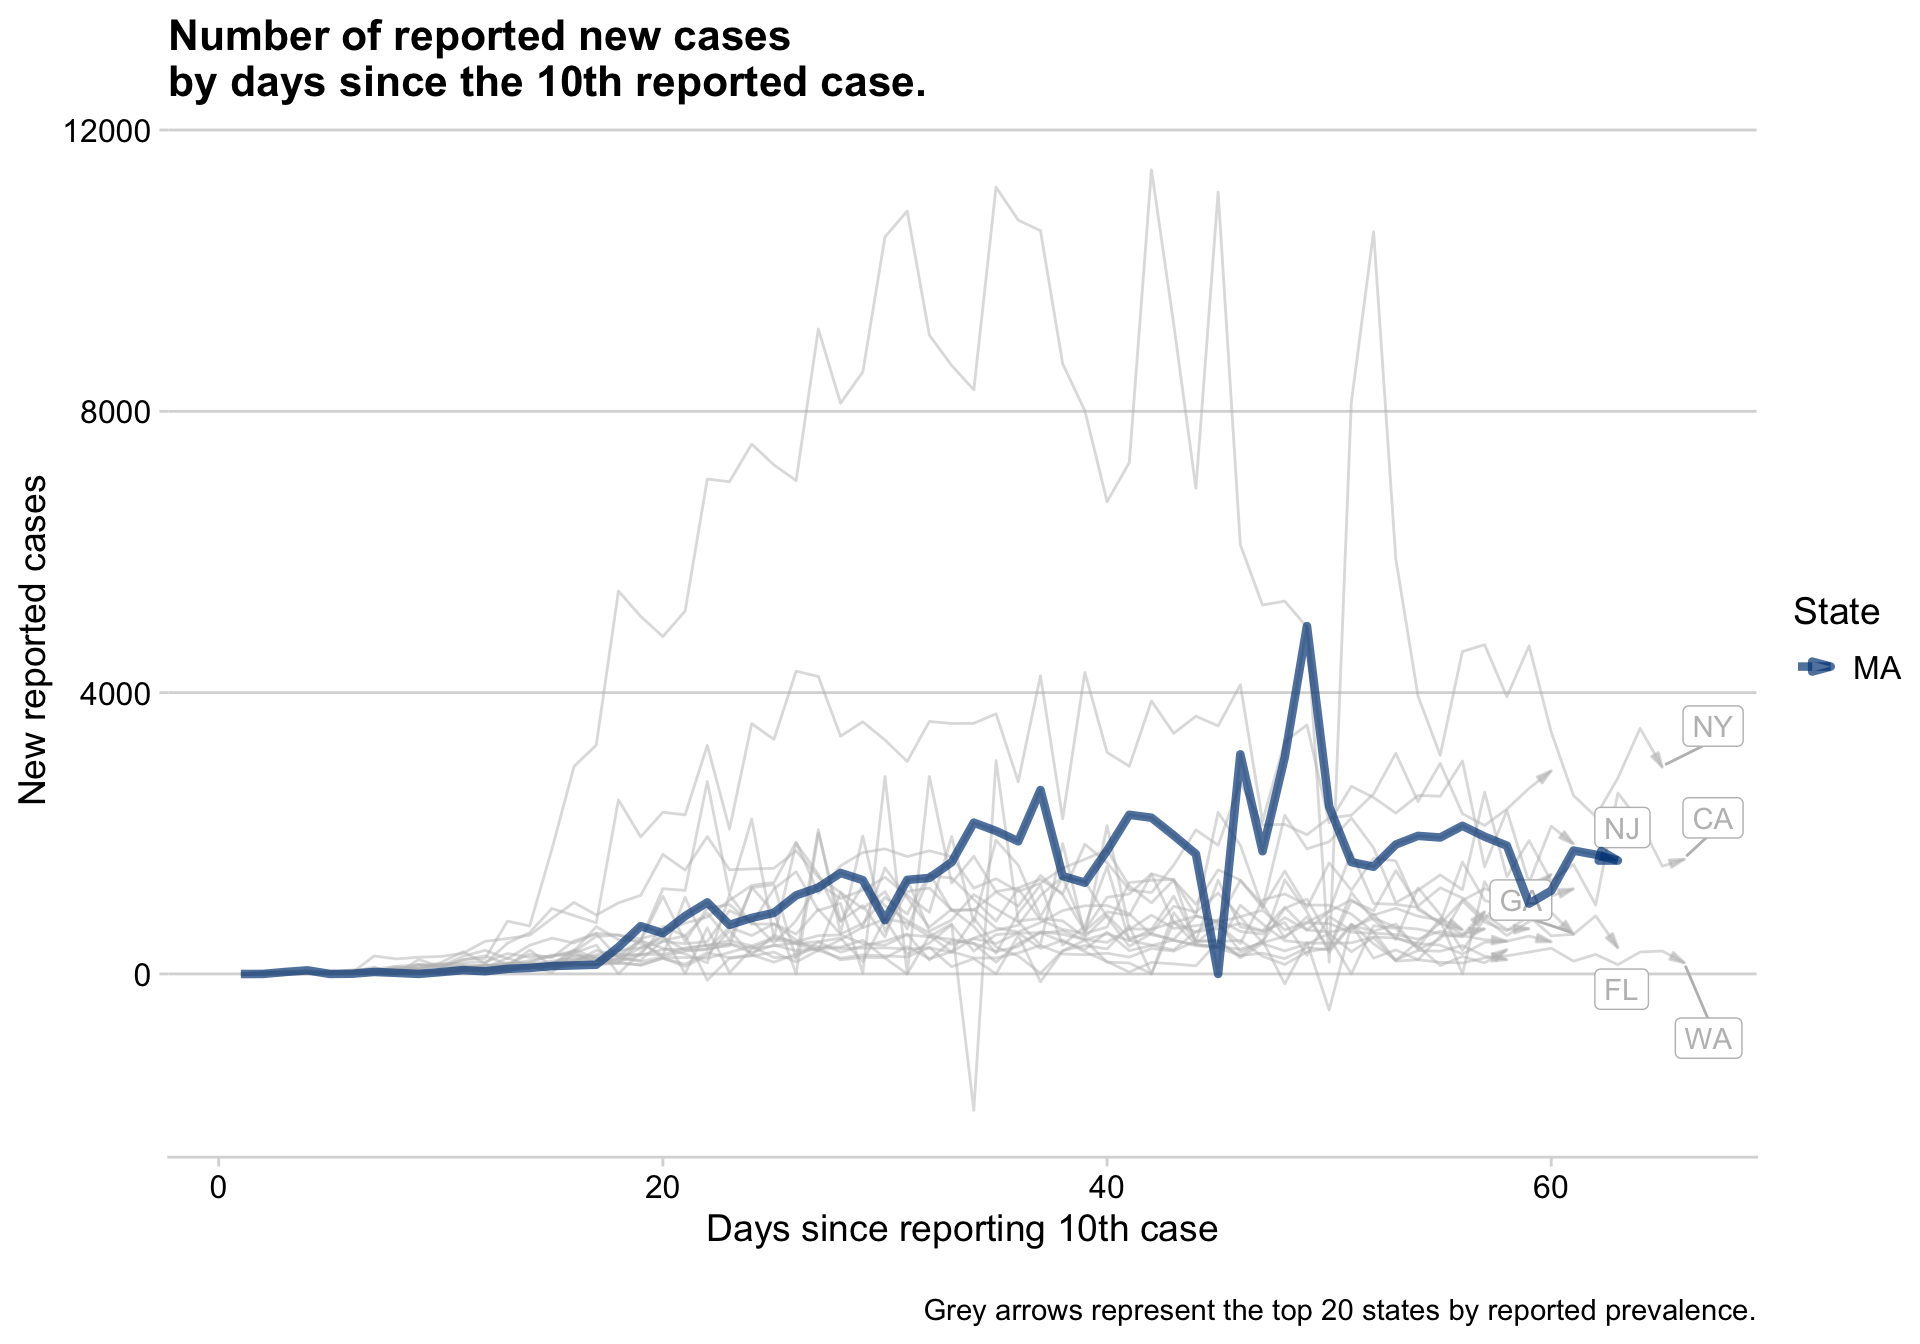 Number of reported new cases
by days since the 10th reported case.
12000
8000
4000
0
New reported cases
State
MA
NY
CA
NJ
GA
FL
WA
0
20
40
60
Days since reporting 10th case
Grey arrows represent the top 20 states by reported prevalence.